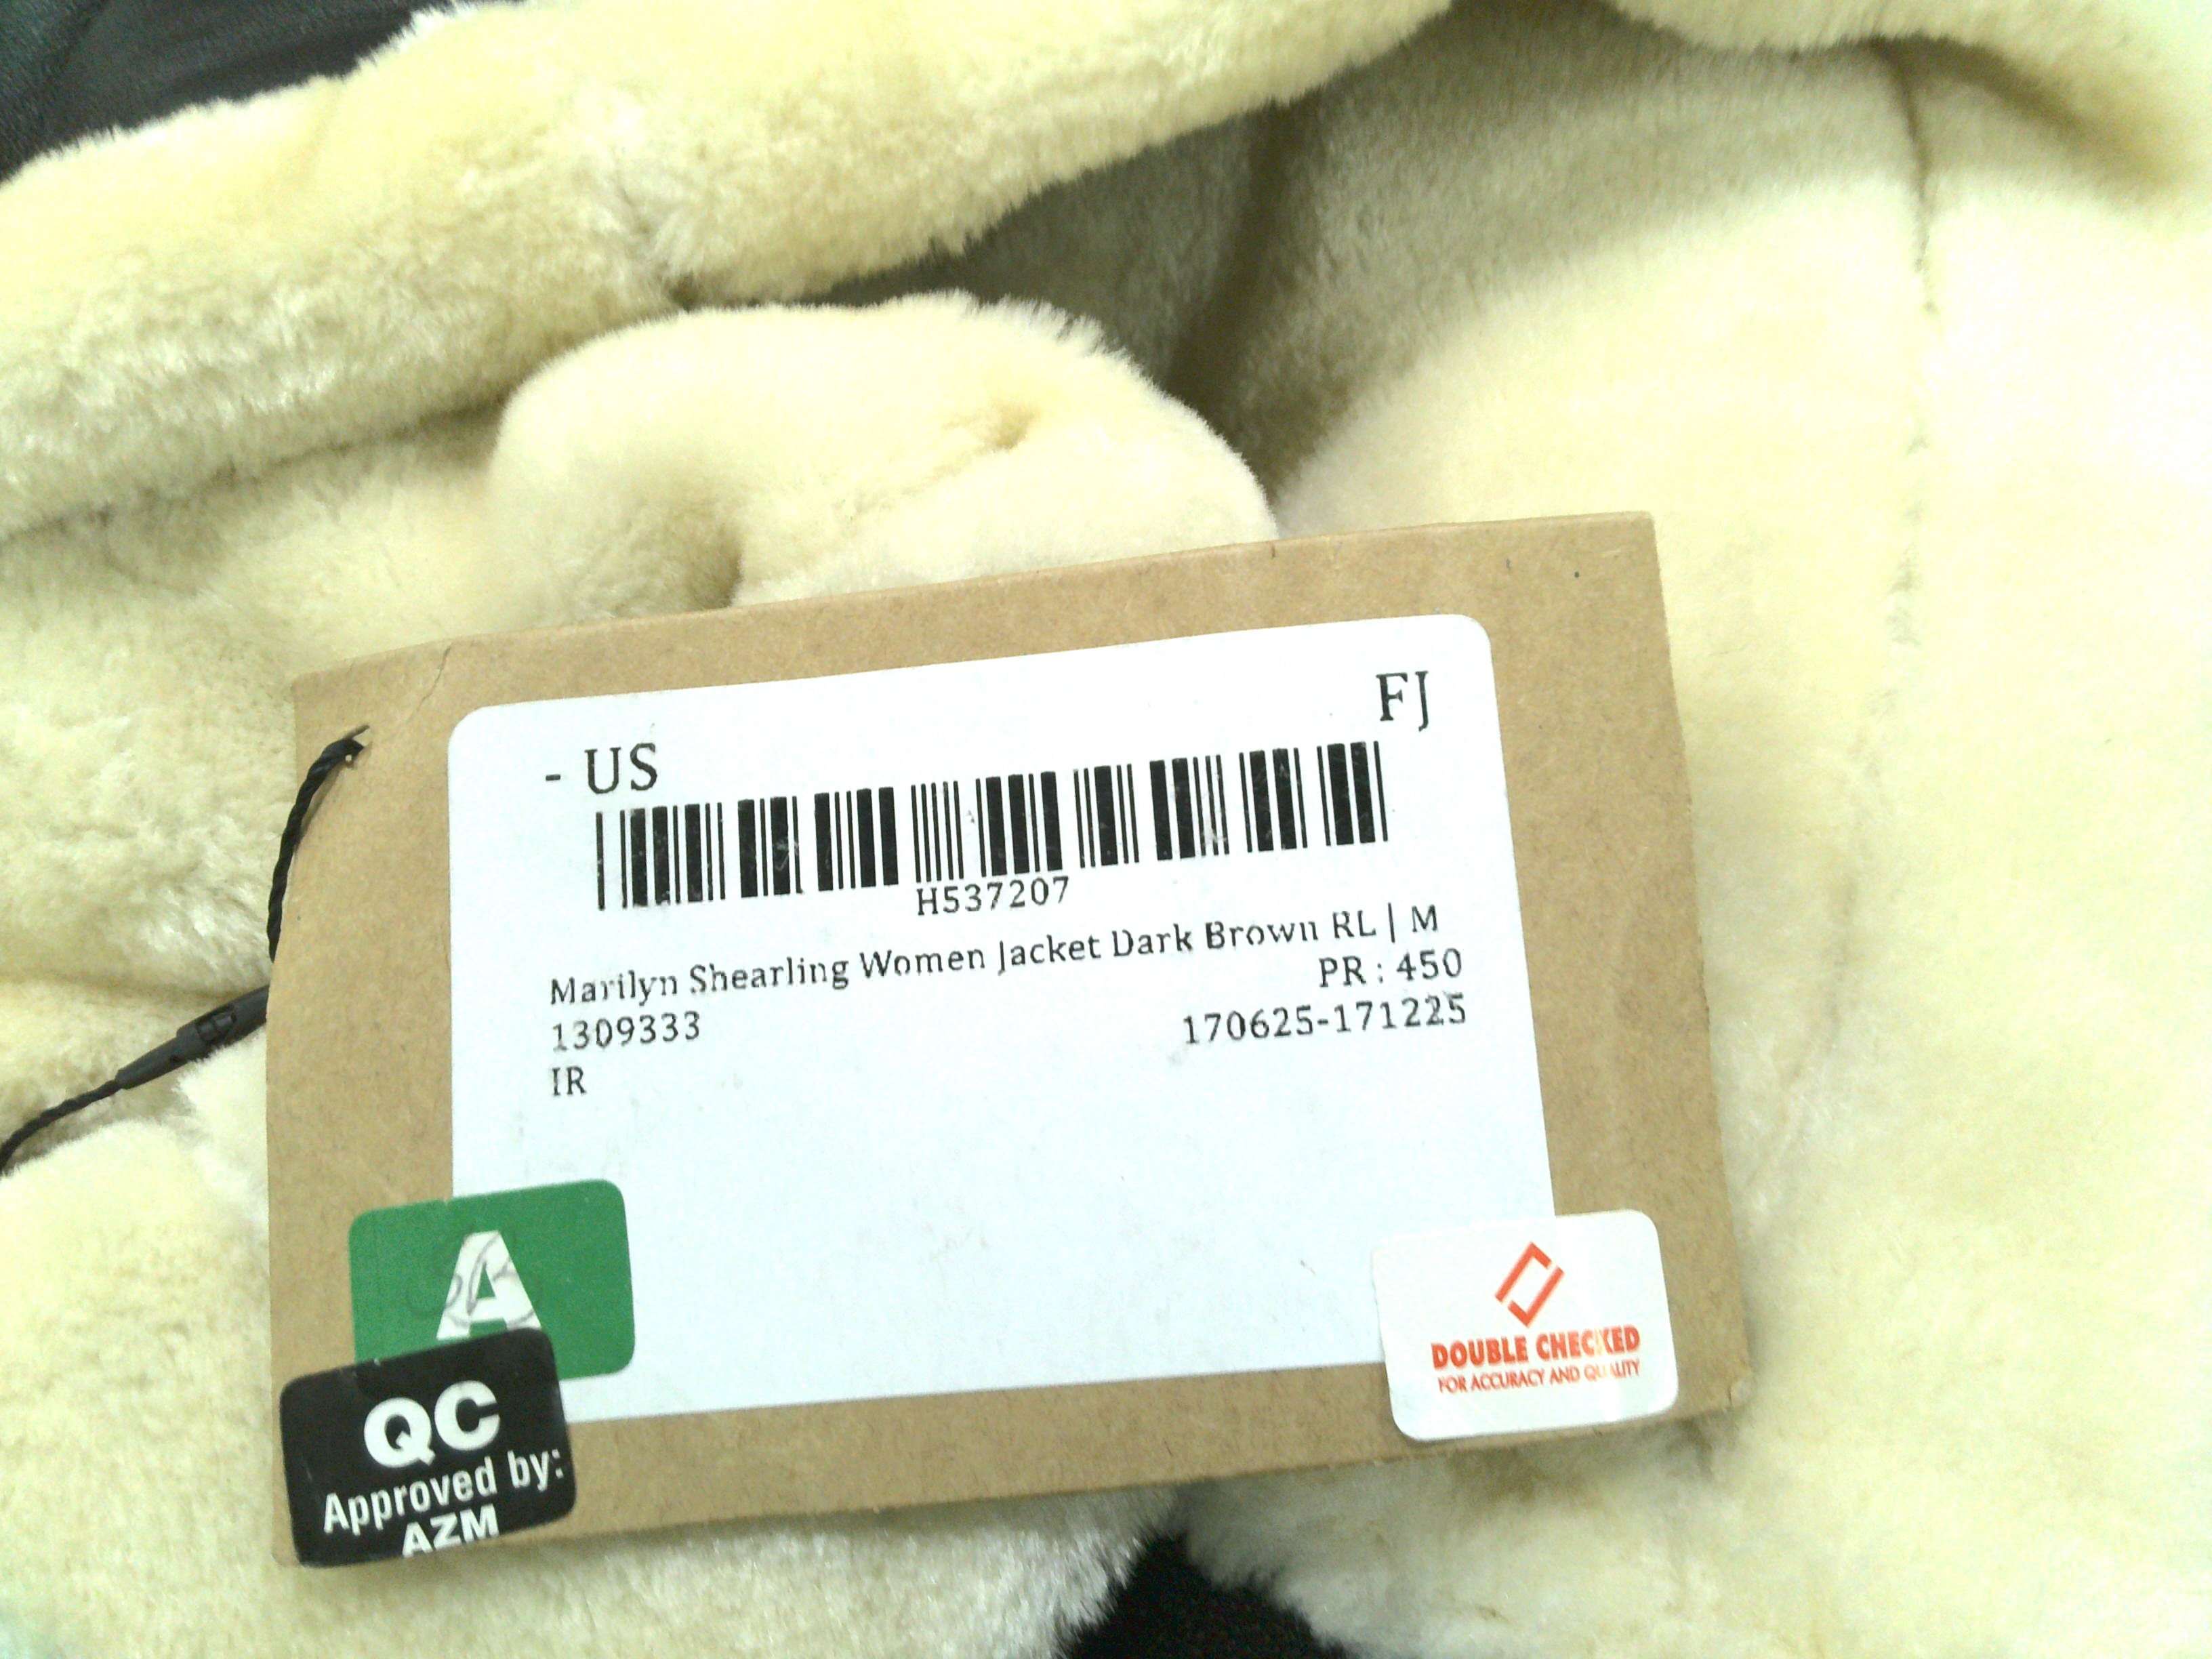 - US
FJ
H537207
Marilyn Shearling Women Jacket Dark Brown RL | M
PR : 450
1309333
170625-171225
IR
A
QC
Approved by:
AZM
DOUBLE CHECKED
FOR ACCURACY AND QUALITY